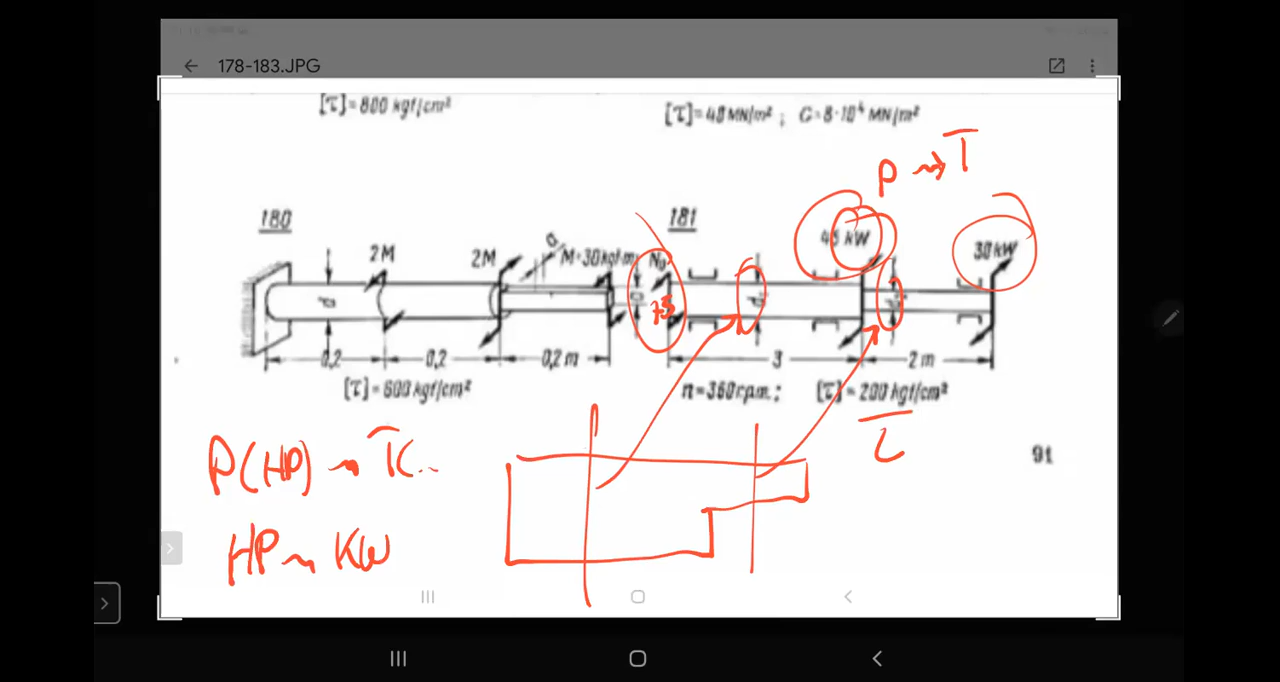 178-183.JPG
[τ]=800 kgf/cm²
[τ]=48 MN/m² ; G=8·10⁴ MN/m²
P → T
180
181
2M
2M
a
M=30 kgf·m
N₀
75
kW
30 kW
d
0,2
0,2
0,2 m
3
2 m
[τ]=600 kgf/cm²
n=360 r.p.m. ; [τ]=200 kgf/cm²
P(HP) → T(..
HP → KW
91